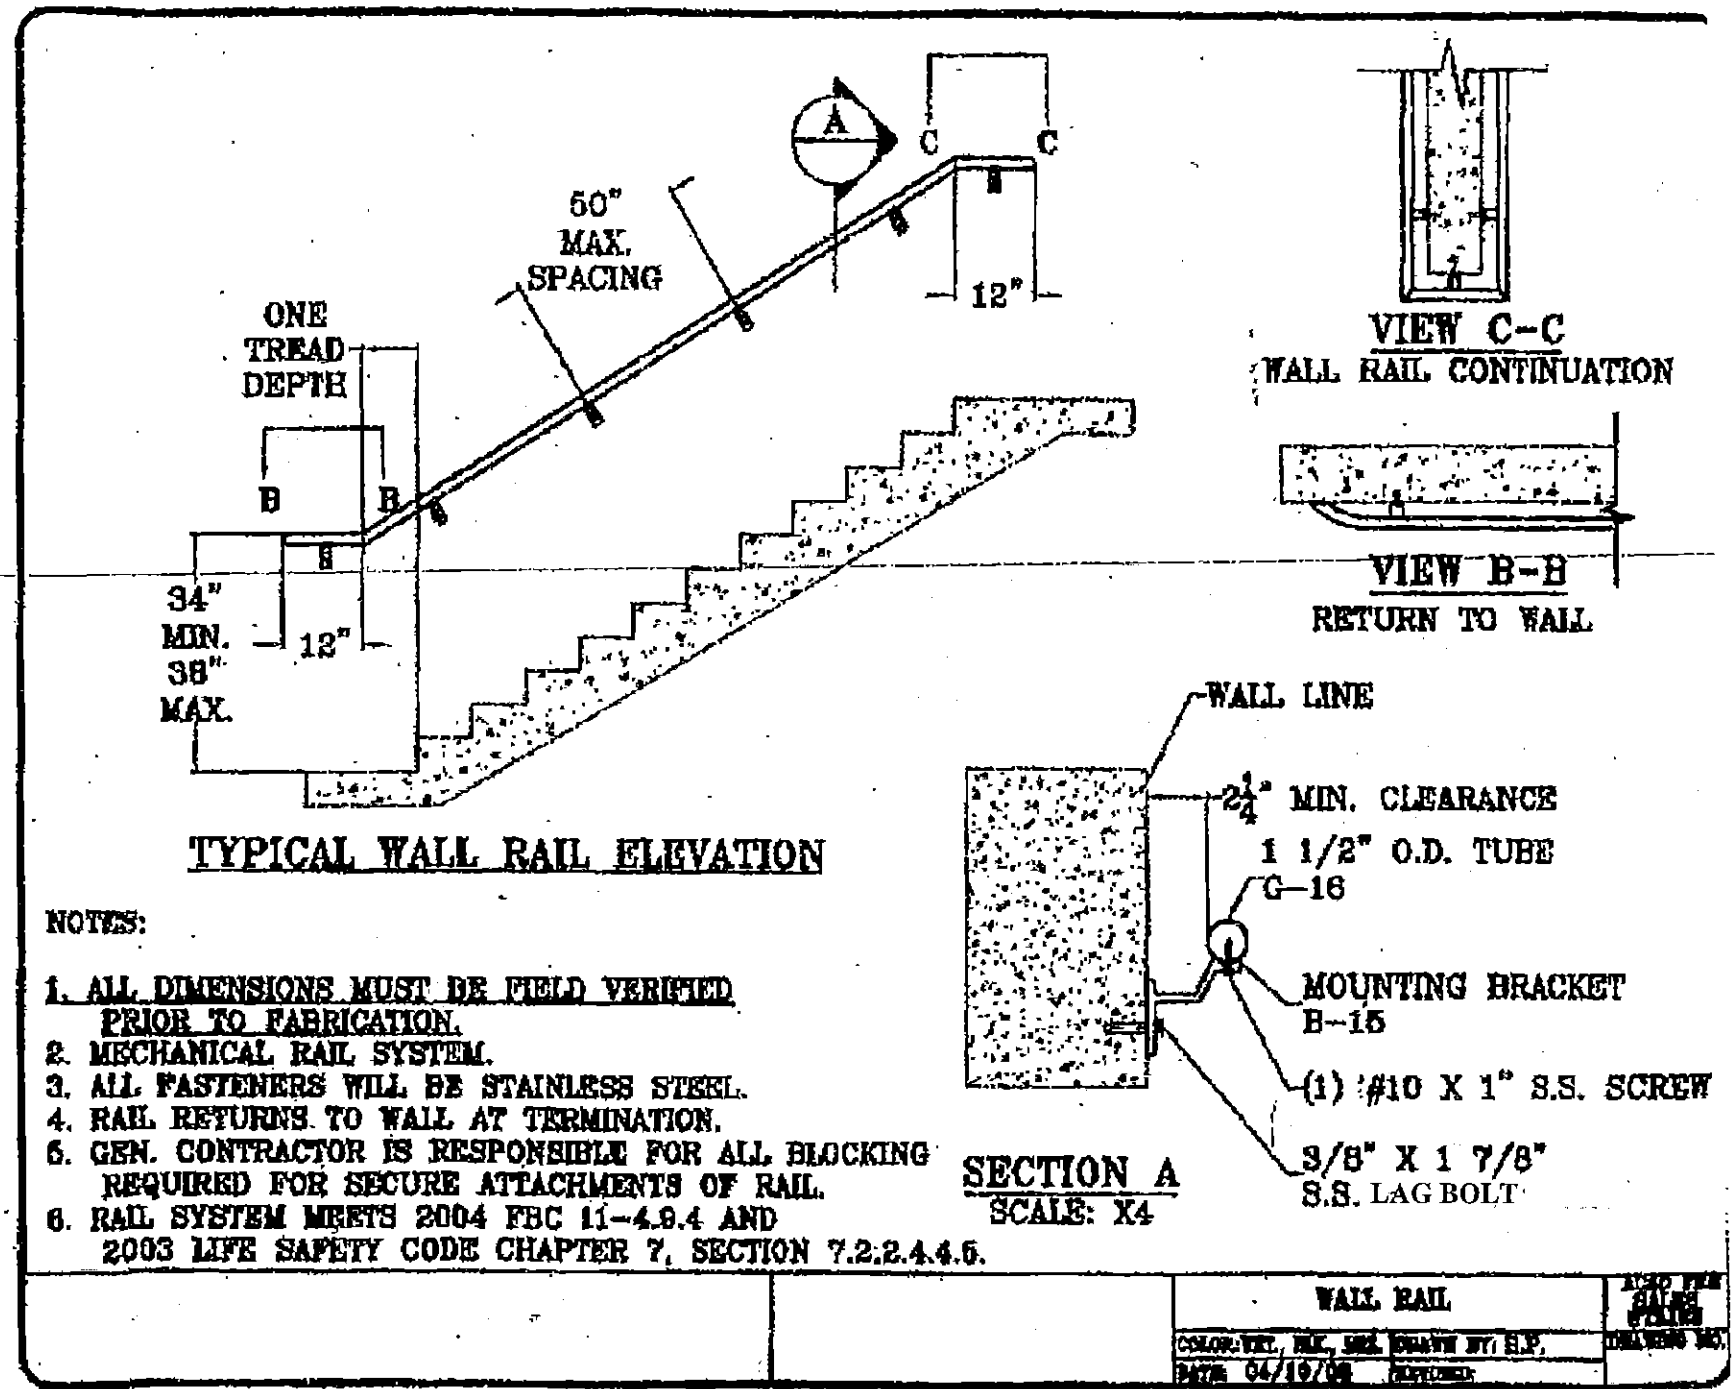 A
C C
50"
MAX.
SPACING
12"
ONE
TREAD
DEPTH
B B
34"
MIN.
38"
MAX.
12"
TYPICAL WALL RAIL ELEVATION
VIEW C-C
WALL RAIL CONTINUATION
VIEW B-B
RETURN TO WALL
WALL LINE
2 1/4" MIN. CLEARANCE
1 1/2" O.D. TUBE
G-16
MOUNTING BRACKET
B-15
(1) #10 X 1" S.S. SCREW
3/8" X 1 7/8"
S.S. LAG BOLT
SECTION A
SCALE: X4
NOTES:
1. ALL DIMENSIONS MUST BE FIELD VERIFIED
PRIOR TO FABRICATION.
2. MECHANICAL RAIL SYSTEM.
3. ALL FASTENERS WILL BE STAINLESS STEEL.
4. RAIL RETURNS TO WALL AT TERMINATION.
5. GEN. CONTRACTOR IS RESPONSIBLE FOR ALL BLOCKING
REQUIRED FOR SECURE ATTACHMENTS OF RAIL.
6. RAIL SYSTEM MEETS 2004 FBC 11-4.9.4 AND
2003 LIFE SAFETY CODE CHAPTER 7, SECTION 7.2.2.4.4.5.
WALL RAIL
COLOR: DRAWN BY: S.P.
DATE: 04/19/
SALES
DRAWING NO.